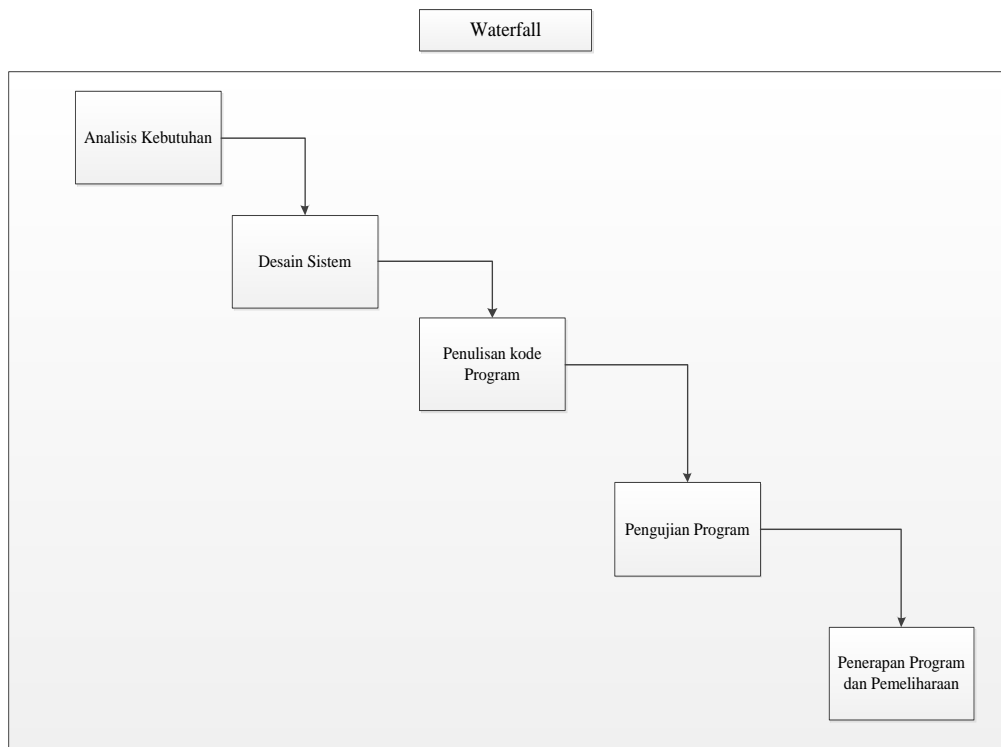 Waterfall
Analisis Kebutuhan
Desain Sistem
Penulisan kode
Program
Pengujian Program
Penerapan Program
dan Pemeliharaan